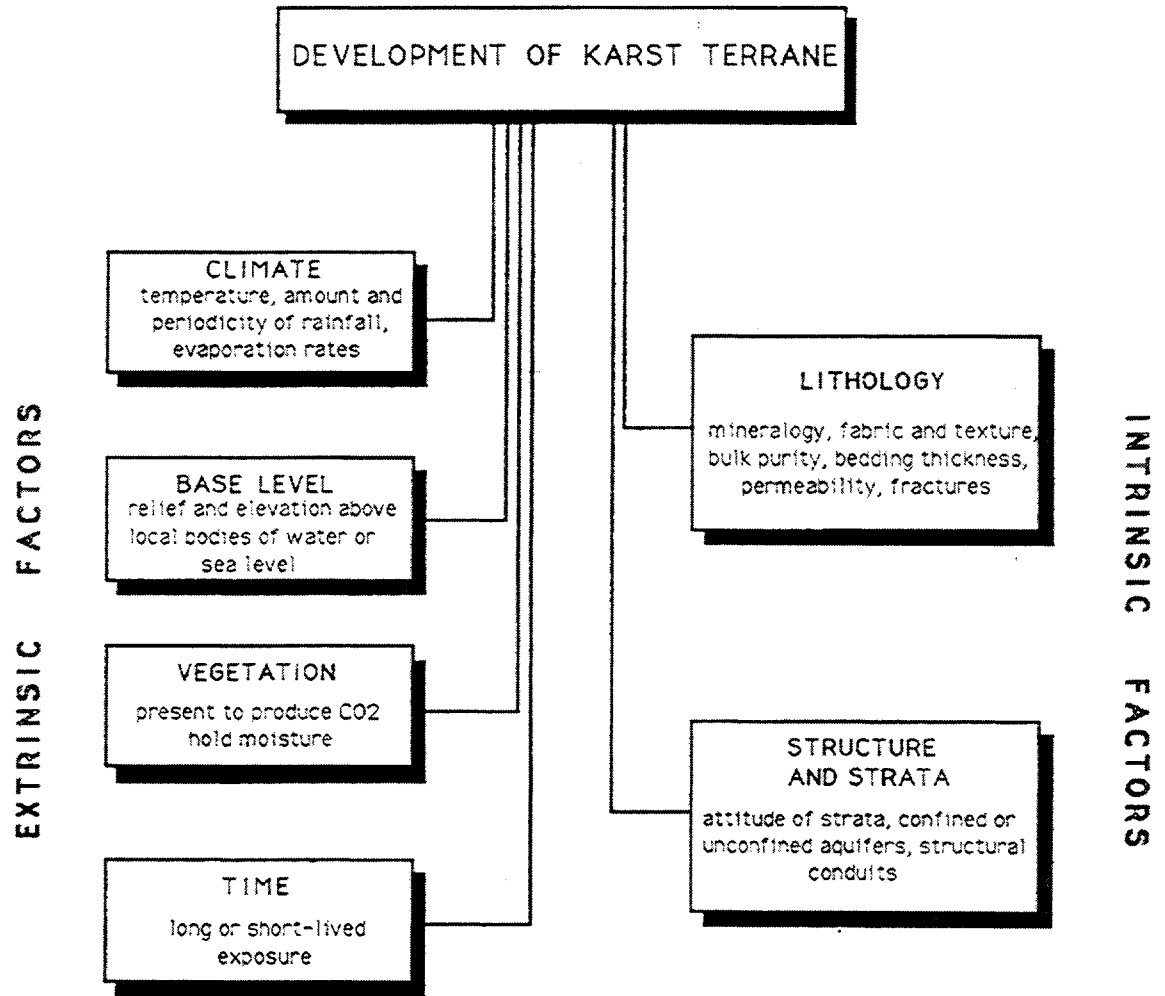 DEVELOPMENT OF KARST TERRANE
EXTRINSIC FACTORS
CLIMATE
temperature, amount and
periodicity of rainfall,
evaporation rates
BASE LEVEL
relief and elevation above
local bodies of water or
sea level
VEGETATION
present to produce CO2
hold moisture
TIME
long or short-lived
exposure
LITHOLOGY
mineralogy, fabric and texture,
bulk purity, bedding thickness,
permeability, fractures
STRUCTURE
AND STRATA
attitude of strata, confined or
unconfined aquifers, structural
conduits
INTRINSIC FACTORS